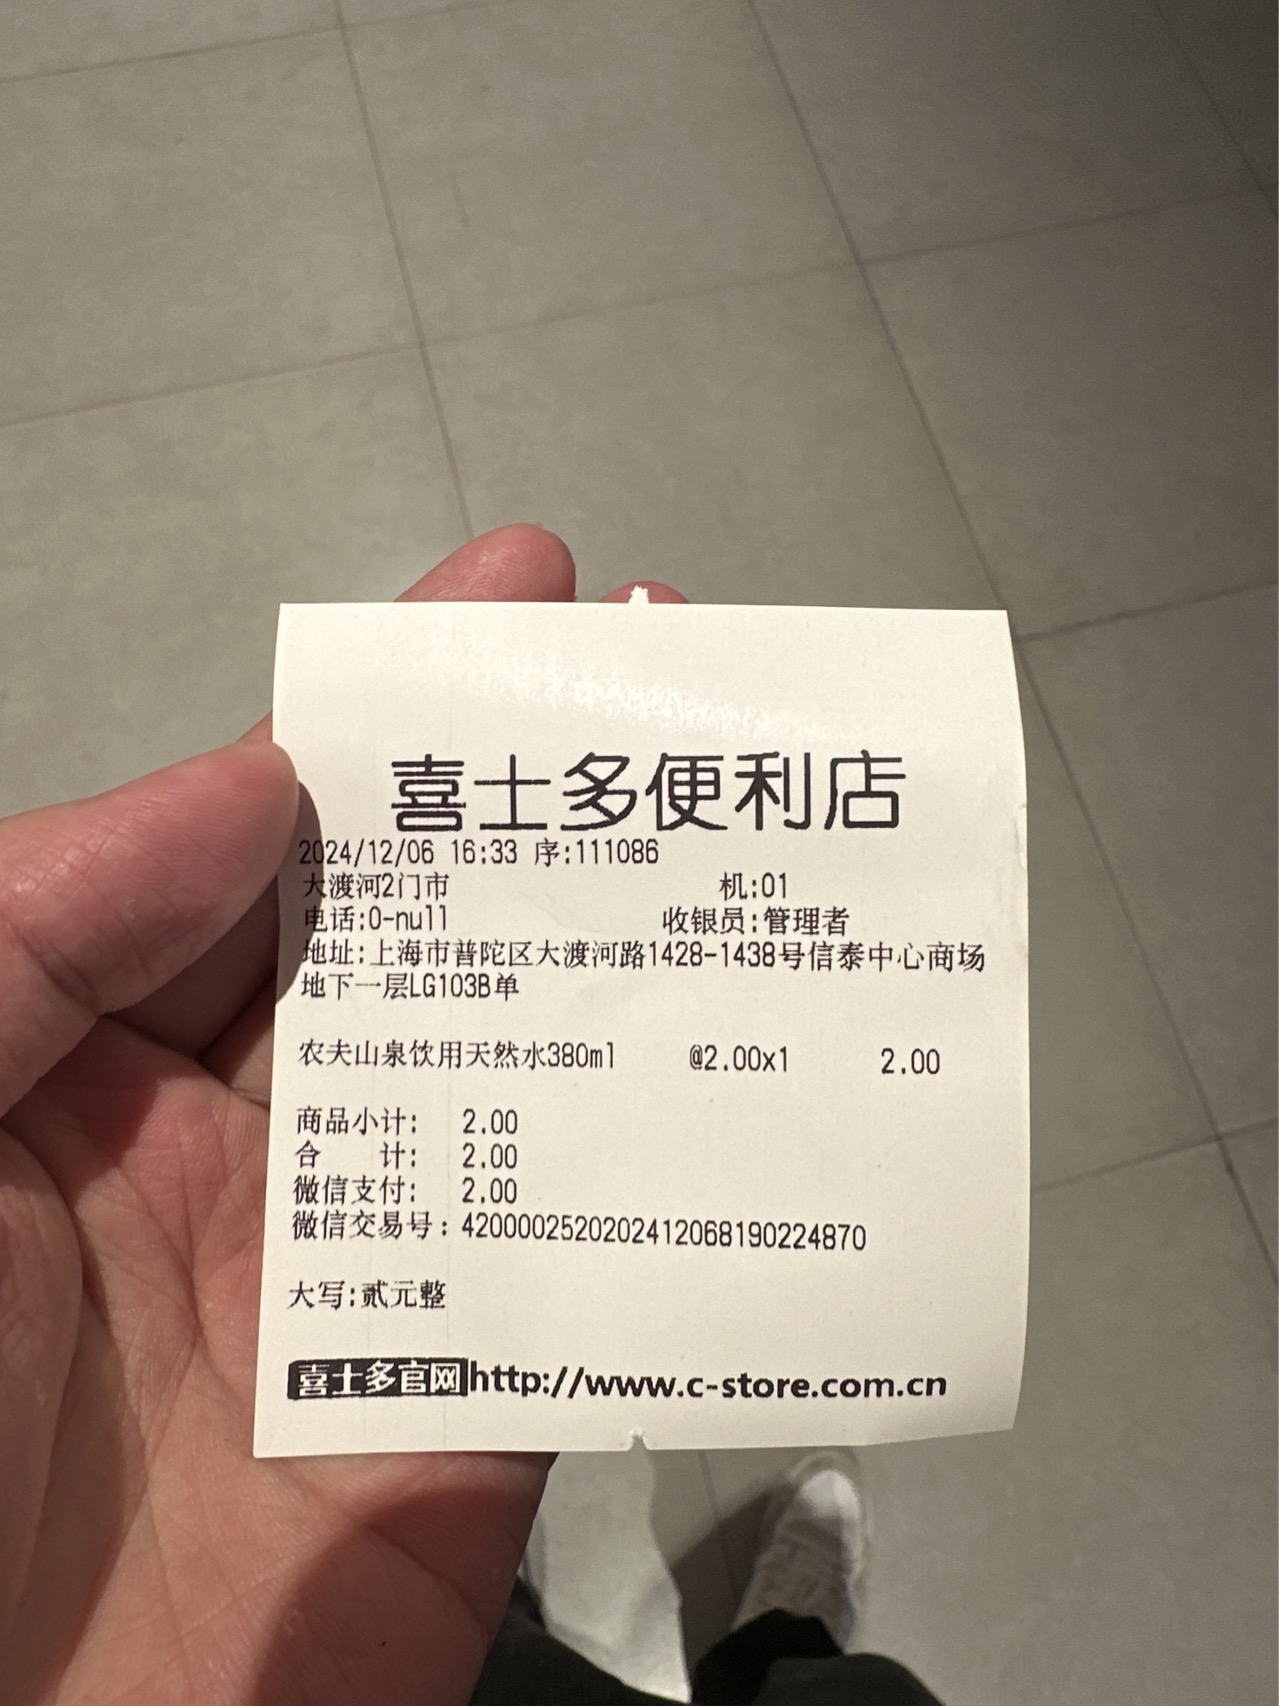 喜士多便利店
2024/12/06 16:33 序:111086
大渡河2门市 机:01
电话:0-null 收银员:管理者
地址:上海市普陀区大渡河路1428-1438号信泰中心商场
地下一层LG103B单
农夫山泉饮用天然水380ml @2.00x1 2.00
商品小计: 2.00
合 计: 2.00
微信支付: 2.00
微信交易号:4200002520202412068190224870
大写:贰元整
喜士多官网http://www.c-store.com.cn